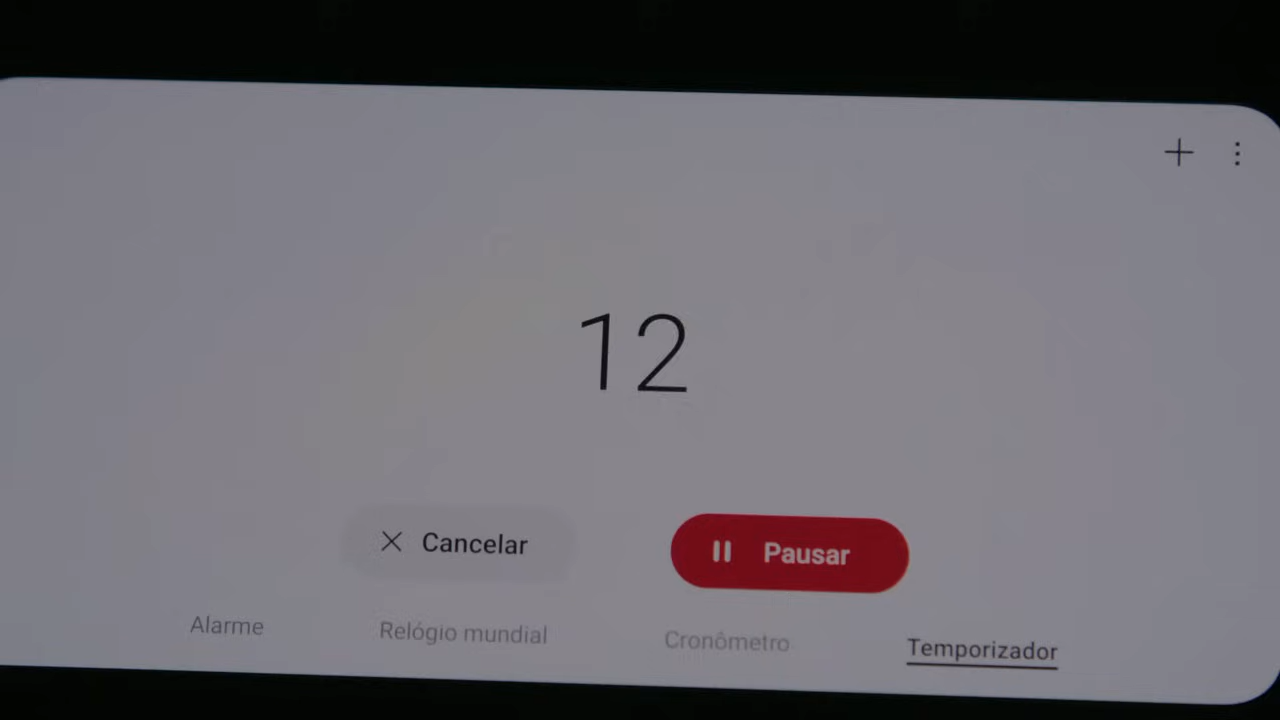 12
Cancelar
Pausar
Alarme
Relógio mundial
Cronômetro
Temporizador